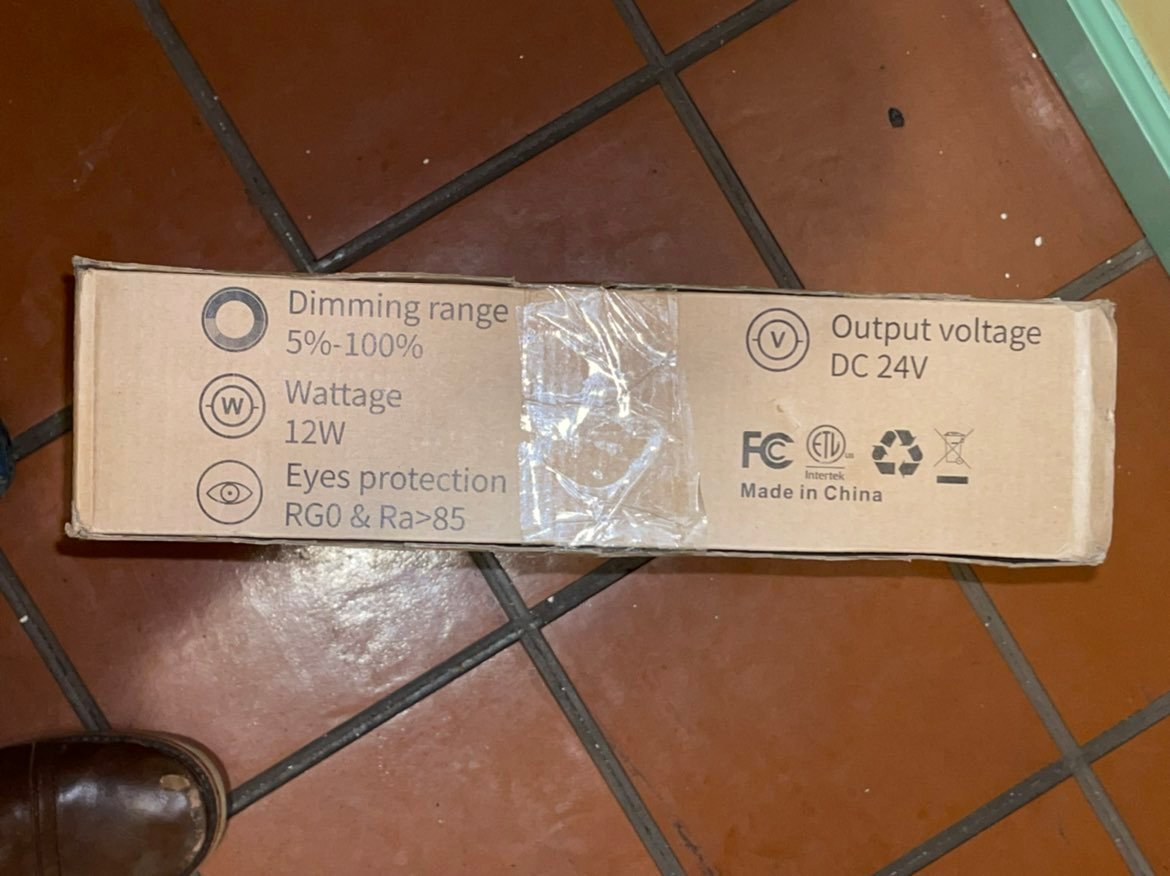 Dimming range
5%-100%
W
Wattage
12W
Eyes protection
RG0 & Ra>85
V
Output voltage
DC 24V
FC
ETL
Intertek
Made in China